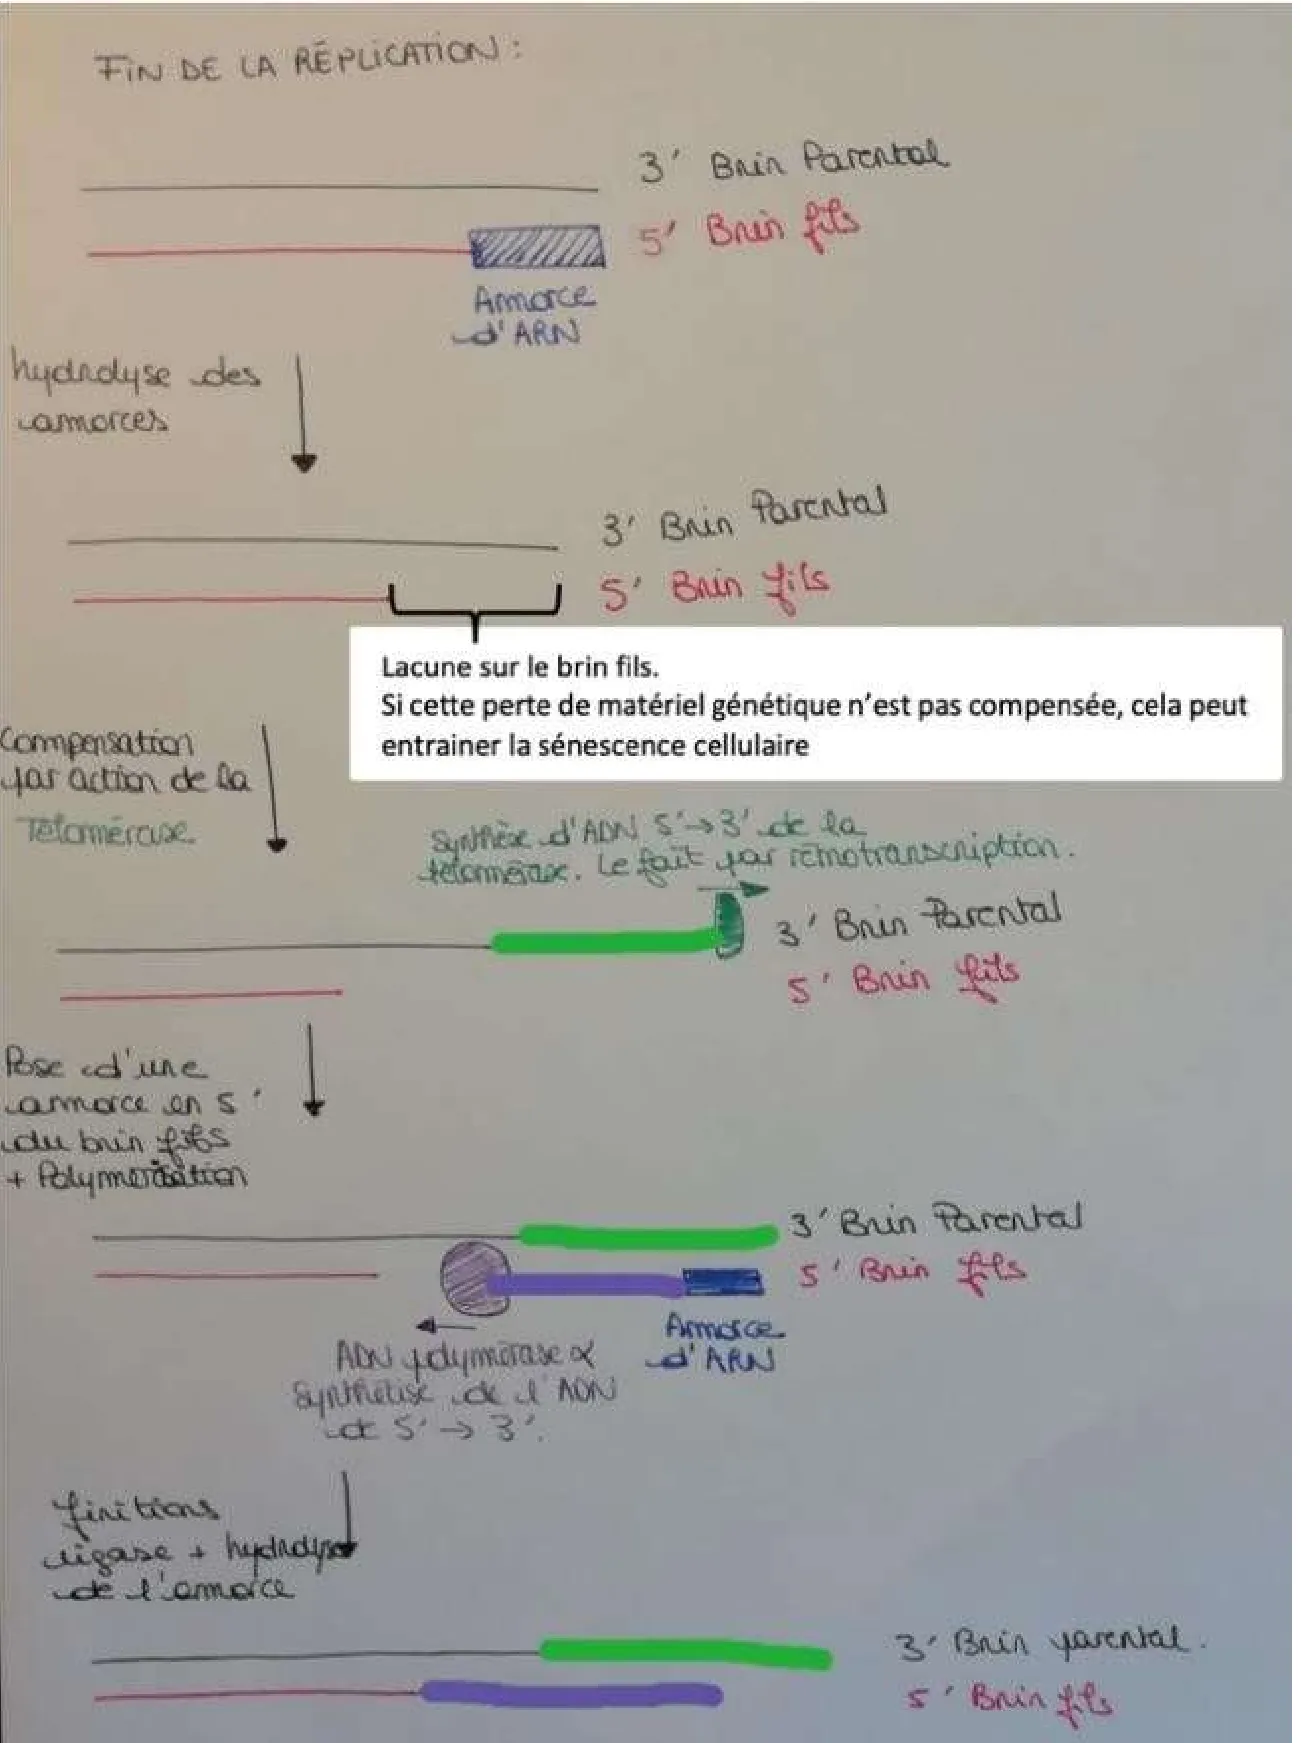 FIN DE LA RÉPLICATION :
3' Brin Parental
5' Brin fils
Amorce
d'ARN
hydrolyse des
amorces
3' Brin Parental
5' Brin fils
Lacune sur le brin fils.
Si cette perte de matériel génétique n'est pas compensée, cela peut
entrainer la sénescence cellulaire
Compensation
par action de la
Télomérase.
Synthèse d'ADN 5'→3' de la
télomérase. Le fait par rétrotranscription.
3' Brin Parental
5' Brin fils
Pose d'une
amorce en 5'
du brin fils
+ Polymérisation
3' Brin Parental
5' Brin fils
Amorce
d'ARN
ADN polymérase α
Synthétise de l'ADN
de 5' → 3'.
finitions
ligase + hydrolyse
de l'amorce
3' Brin parental.
5' Brin fils